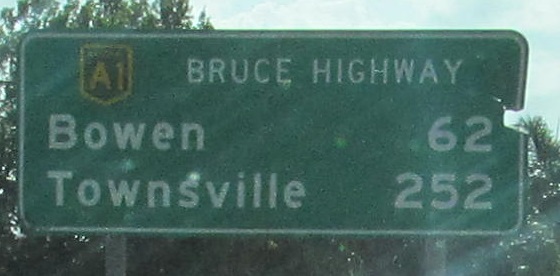 A1 BRUCE HIGHWAY
Bowen 62
Townsville 252